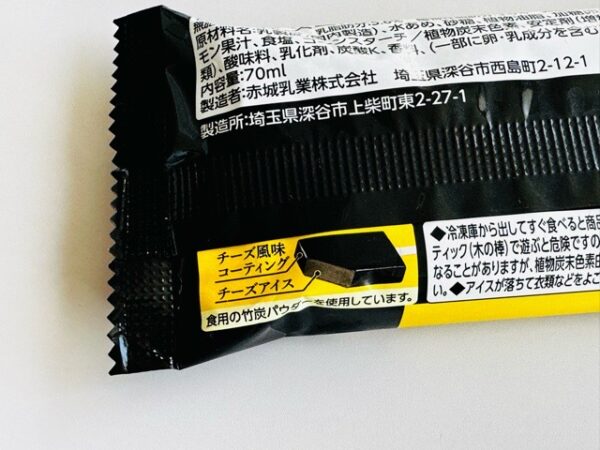 原材料名:乳製
水あめ、砂糖、植物油脂、加糖
モン果汁、食塩、コーンスターチ/植物炭末色素、安定剤(増
類)、酸味料、乳化剤、炭酸K、香料、(一部に卵・乳成分を含む
内容量:70ml
製造者:赤城乳業株式会社 埼玉県深谷市西島町2-12-1
製造所:埼玉県深谷市上柴町東2-27-1
チーズ風味
コーティング
チーズアイス
食用の竹炭パウダーを使用しています。
◆冷凍庫から出してすぐ食べると商品
ティック(木の棒)で遊ぶと危険ですの
なることがありますが、植物炭末色素由
い。◆アイスが落ちて衣類などをよご